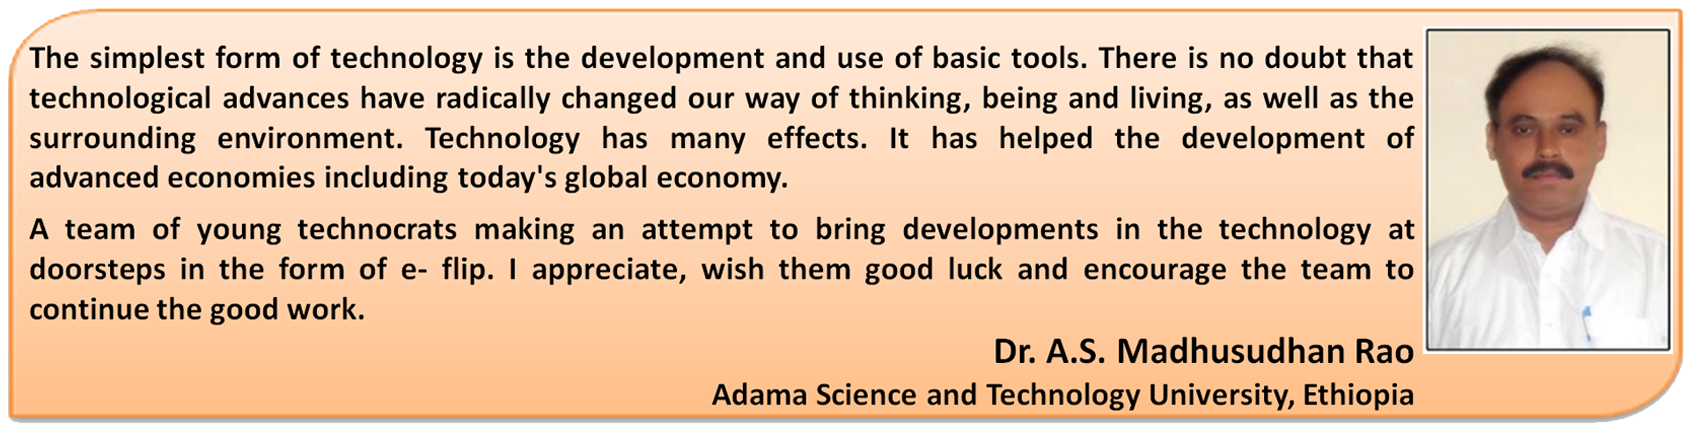 The simplest form of technology is the development and use of basic tools. There is no doubt that
technological advances have radically changed our way of thinking, being and living, as well as the
surrounding environment. Technology has many effects. It has helped the development of
advanced economies including today's global economy.
A team of young technocrats making an attempt to bring developments in the technology at
doorsteps in the form of e- flip. I appreciate, wish them good luck and encourage the team to
continue the good work.
Dr. A.S. Madhusudhan Rao
Adama Science and Technology University, Ethiopia